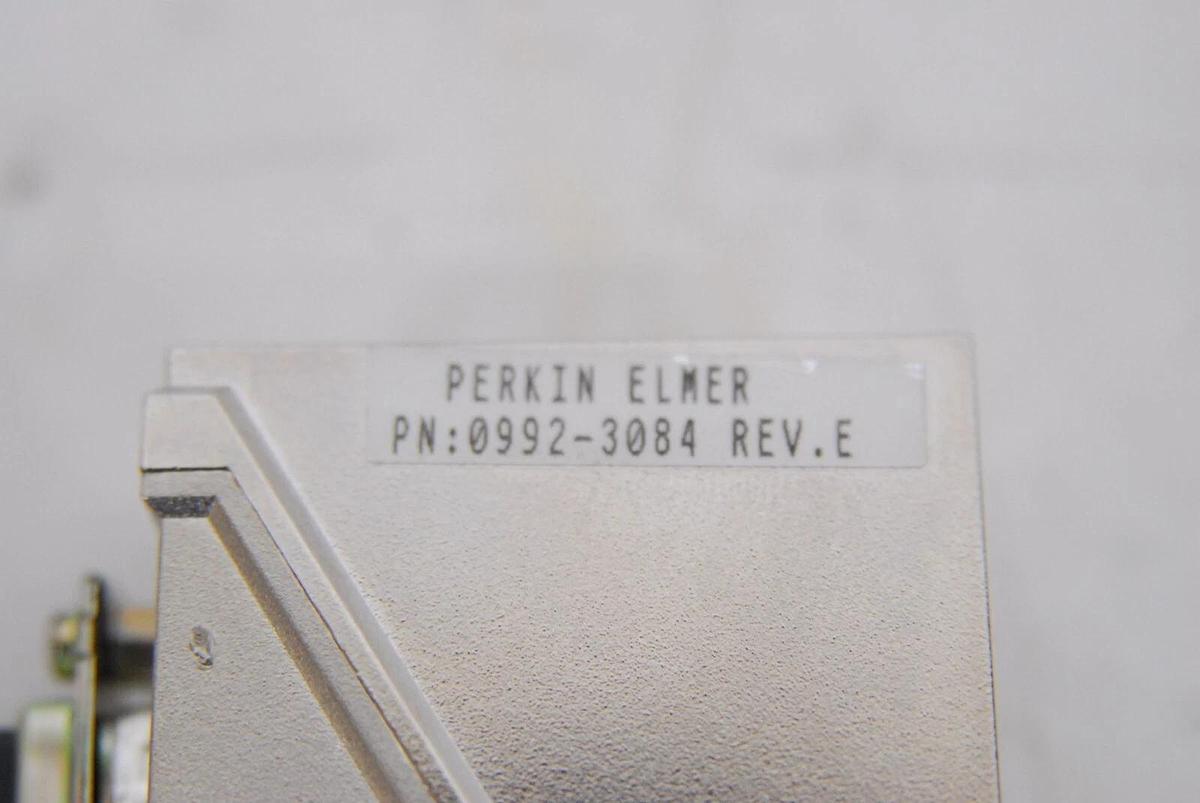 PERKIN ELMER
PN:0992-3084 REV.E